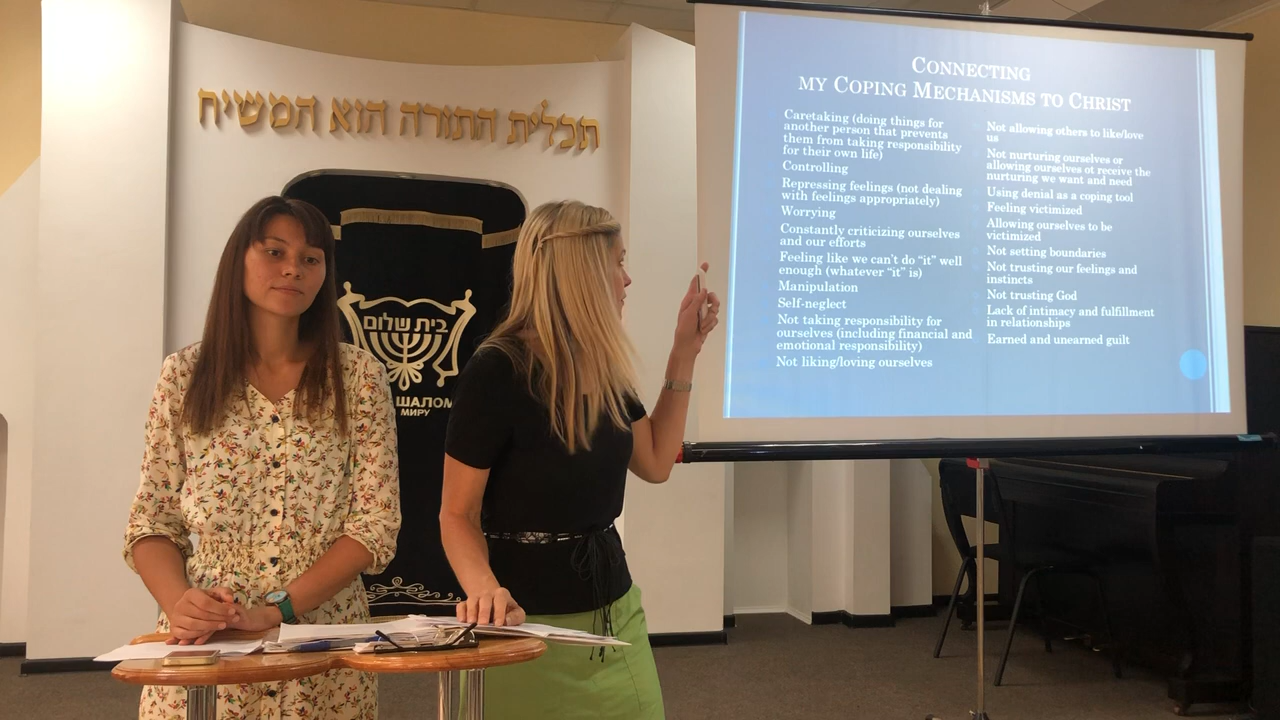 תכלית התורה הוא המשיח
בית שלום
ШАЛОМ
МИРУ
CONNECTING
MY COPING MECHANISMS TO CHRIST
Caretaking (doing things for
another person that prevents
them from taking responsibility
for their own life)
Controlling
Repressing feelings (not dealing
with feelings appropriately)
Worrying
Constantly criticizing ourselves
and our efforts
Feeling like we can't do “it” well
enough (whatever “it” is)
Manipulation
Self-neglect
Not taking responsibility for
ourselves (including financial and
emotional responsibility)
Not liking/loving ourselves
Not allowing others to like/love
us
Not nurturing ourselves or
allowing ourselves ot receive the
nurturing we want and need
Using denial as a coping tool
Feeling victimized
Allowing ourselves to be
victimized
Not setting boundaries
Not trusting our feelings and
instincts
Not trusting God
Lack of intimacy and fulfillment
in relationships
Earned and unearned guilt